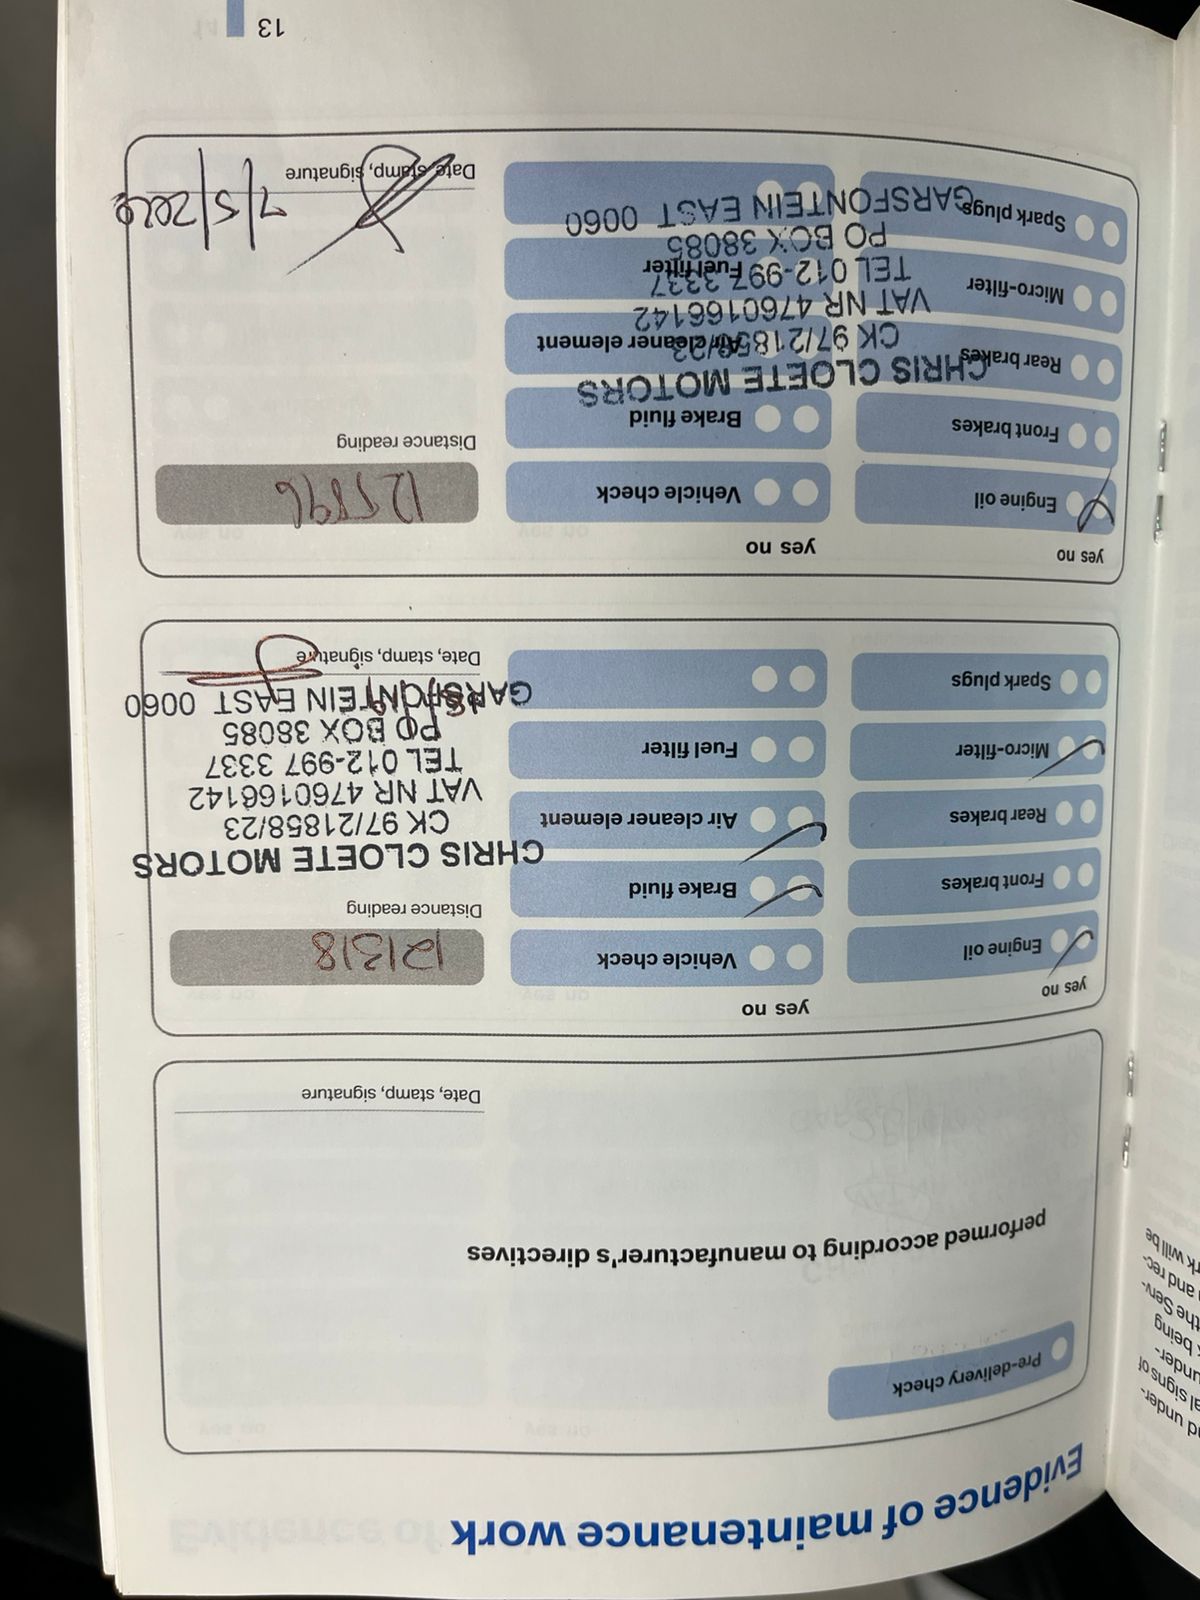 Evidence of maintenance work
Pre-delivery check
performed according to manufacturer's directives
Date, stamp, signature
yes no
yes no
Engine oil
Vehicle check
121318
Distance reading
Front brakes
Brake fluid
CHRIS CLOETE MOTORS
Rear brakes
Air cleaner element
CK 97/21858/23
VAT NR 4760166142
Micro-filter
Fuel filter
TEL 012-997 3337
PO BOX 38085
Spark plugs
GARSFONTEIN EAST 0060
Date, stamp, signature
yes no
yes no
Engine oil
Vehicle check
125896
Distance reading
Front brakes
Brake fluid
CHRIS CLOETE MOTORS
Rear brakes
Air cleaner element
CK 97/21858/23
VAT NR 4760166142
Micro-filter
Fuel filter
TEL 012-997 3337
PO BOX 38085
Spark plugs
GARSFONTEIN EAST 0060
Date, stamp, signature
13